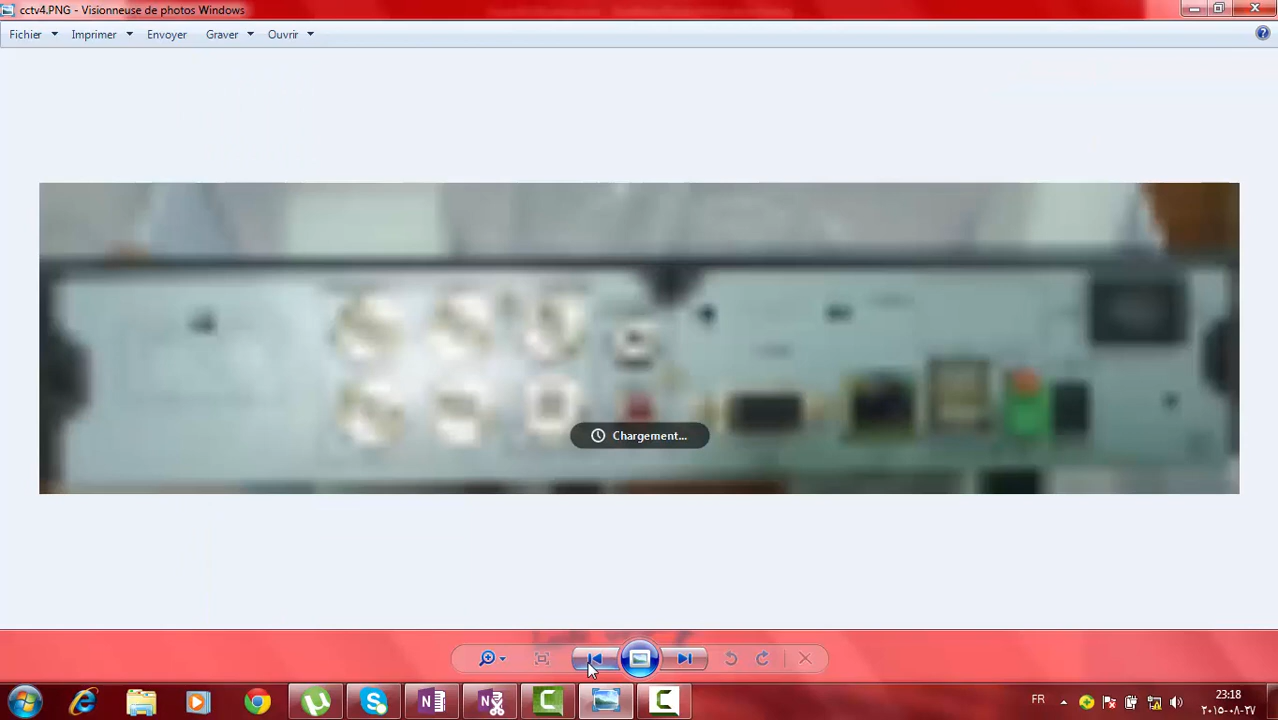 cctv4.PNG - Visionneuse de photos Windows
Fichier Imprimer Envoyer Graver Ouvrir
Chargement...
FR
23:18
٢٠١٥-٠٨-٢٧